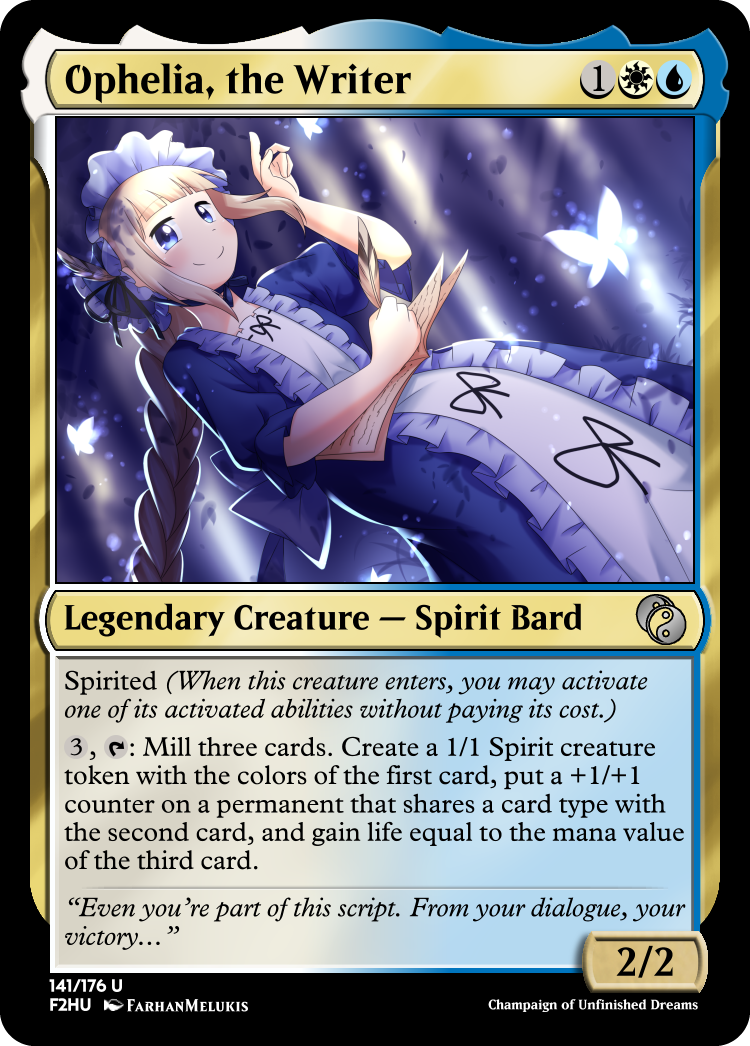 Ophelia, the Writer 1
Legendary Creature — Spirit Bard
Spirited (When this creature enters, you may activate
one of its activated abilities without paying its cost.)
3, : Mill three cards. Create a 1/1 Spirit creature
token with the colors of the first card, put a +1/+1
counter on a permanent that shares a card type with
the second card, and gain life equal to the mana value
of the third card.
“Even you’re part of this script. From your dialogue, your
victory…”
2/2
141/176 U
F2HU FarhanMelukis
Champaign of Unfinished Dreams